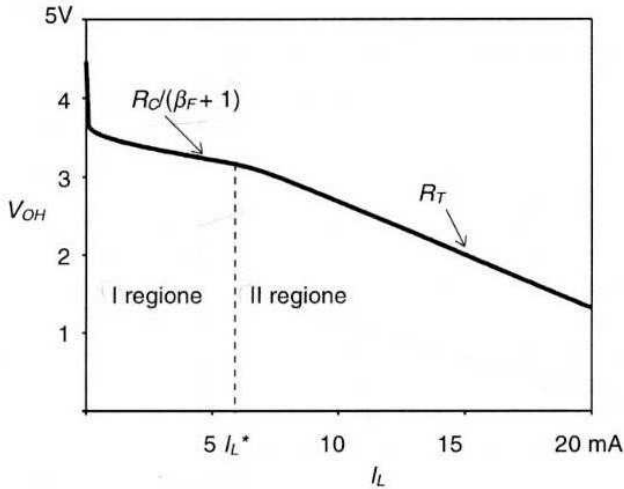 5V
4
R_C/(β_F + 1)
3
V_OH
R_T
2
I regione
II regione
1
5 I_L* 10 15 20 mA
I_L